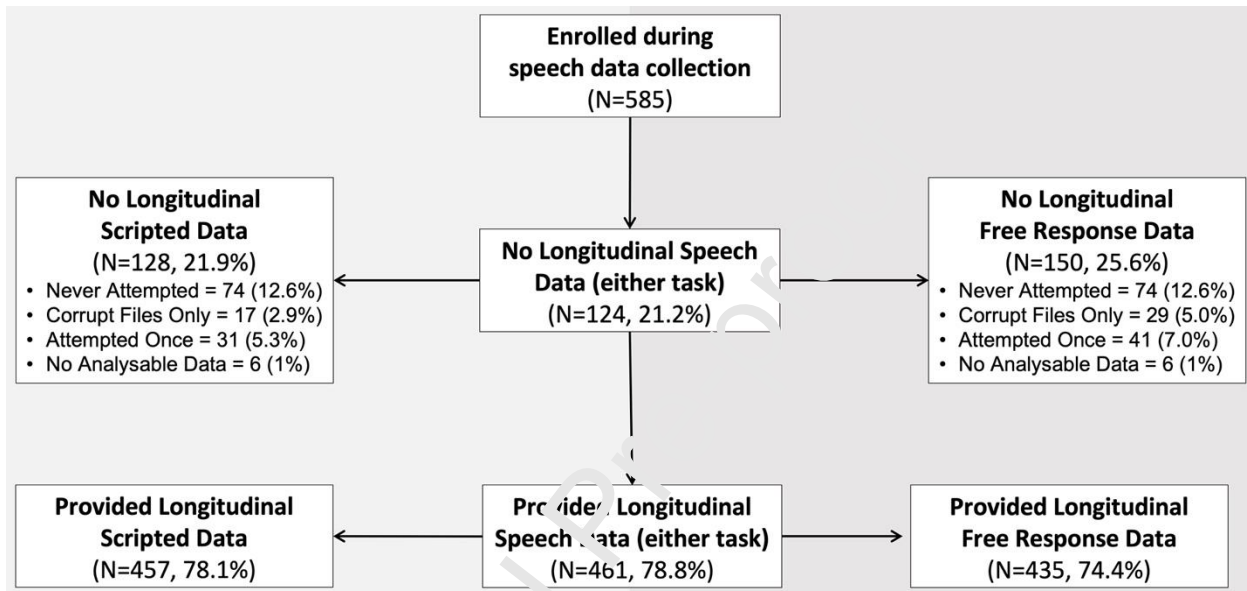 Enrolled during
speech data collection
(N=585)
No Longitudinal
Scripted Data
(N=128, 21.9%)
• Never Attempted = 74 (12.6%)
• Corrupt Files Only = 17 (2.9%)
• Attempted Once = 31 (5.3%)
• No Analysable Data = 6 (1%)
No Longitudinal Speech
Data (either task)
(N=124, 21.2%)
No Longitudinal
Free Response Data
(N=150, 25.6%)
• Never Attempted = 74 (12.6%)
• Corrupt Files Only = 29 (5.0%)
• Attempted Once = 41 (7.0%)
• No Analysable Data = 6 (1%)
Provided Longitudinal
Scripted Data
(N=457, 78.1%)
Provided Longitudinal
Speech Data (either task)
(N=461, 78.8%)
Provided Longitudinal
Free Response Data
(N=435, 74.4%)